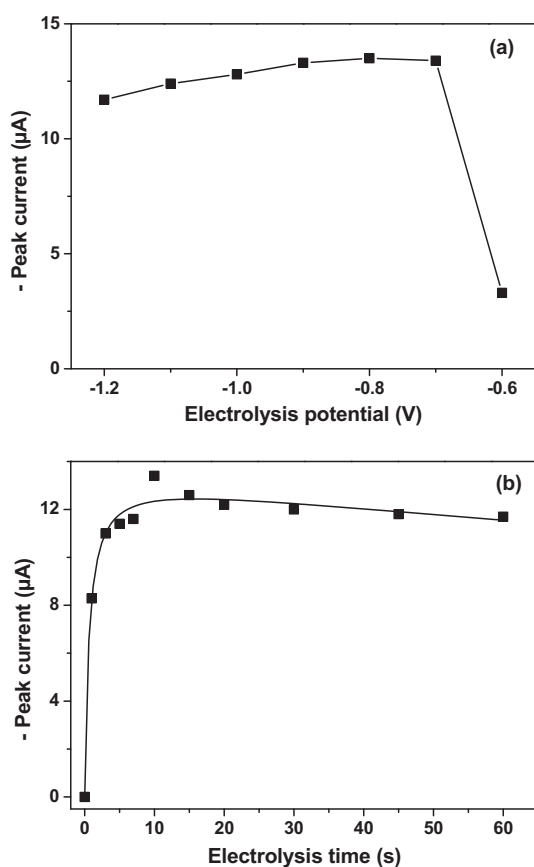 15
(a)
10
5
0
- Peak current (µA)
-1.2 -1.0 -0.8 -0.6
Electrolysis potential (V)
(b)
12
8
4
0
- Peak current (µA)
0 10 20 30 40 50 60
Electrolysis time (s)